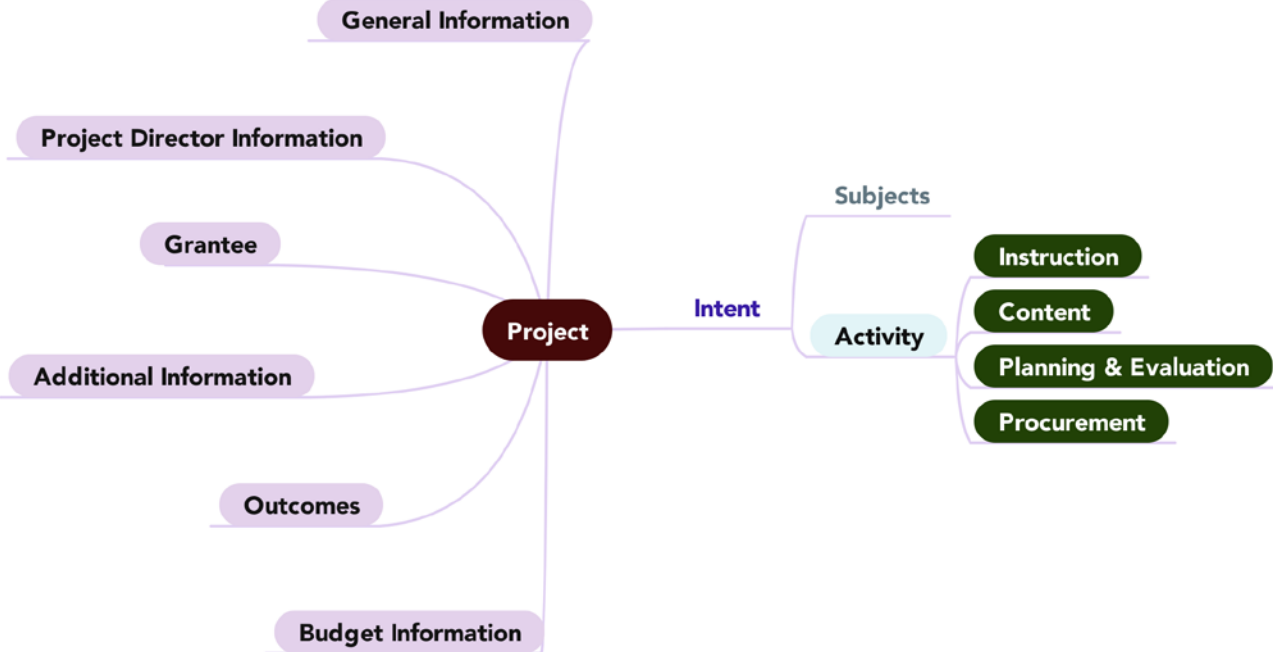 General Information
Project Director Information
Grantee
Additional Information
Outcomes
Budget Information
Project
Intent
Subjects
Activity
Instruction
Content
Planning & Evaluation
Procurement